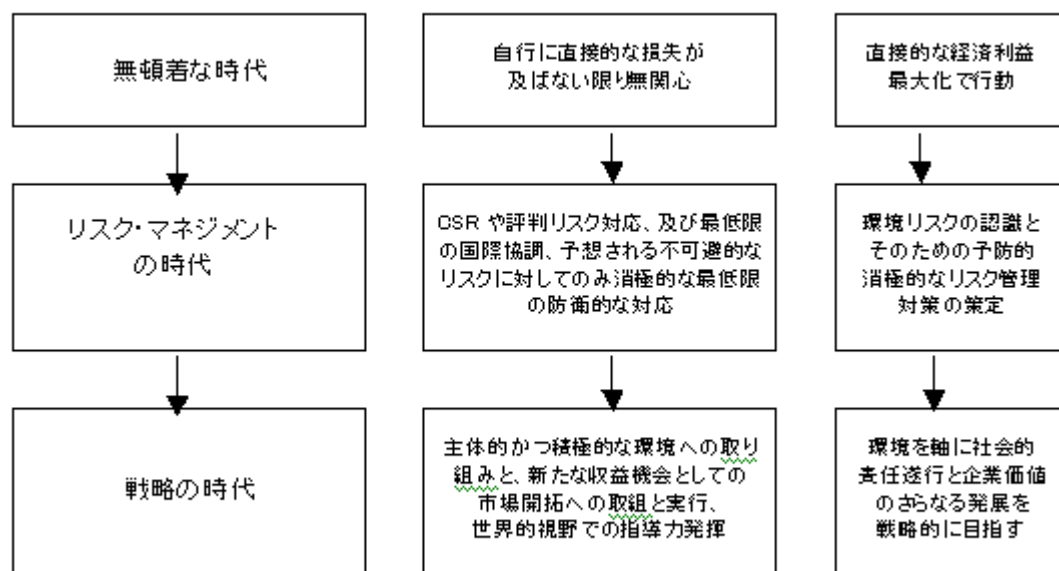 無頓着な時代
自行に直接的な損失が
及ばない限り無関心
直接的な経済利益
最大化で行動
リスク・マネジメント
の時代
CSR や評判リスク対応、及び最低限
の国際協調、予想される不可避的な
リスクに対してのみ消極的な最低限
の防衛的な対応
環境リスクの認識と
そのための予防的
消極的なリスク管理
対策の策定
戦略の時代
主体的かつ積極的な環境への取り
組みと、新たな収益機会としての
市場開拓への取組と実行、
世界的視野での指導力発揮
環境を軸に社会的
責任遂行と企業価値
のさらなる発展を
戦略的に目指す